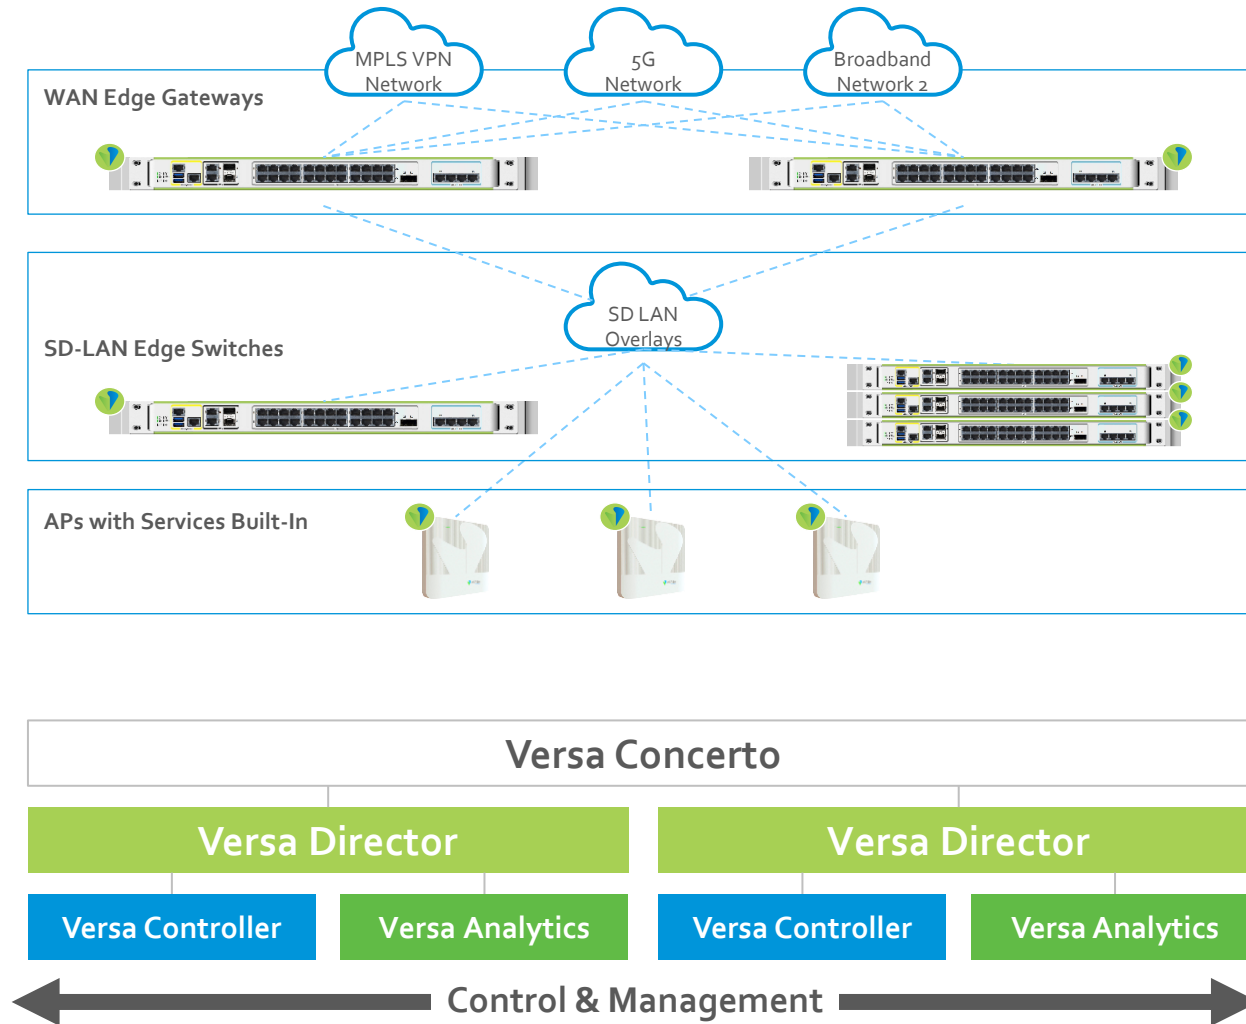 MPLS VPN
Network
5G
Network
Broadband
Network 2
WAN Edge Gateways
SD LAN
Overlays
SD-LAN Edge Switches
APs with Services Built-In
Versa Concerto
Versa Director
Versa Director
Versa Controller
Versa Analytics
Versa Controller
Versa Analytics
Control & Management